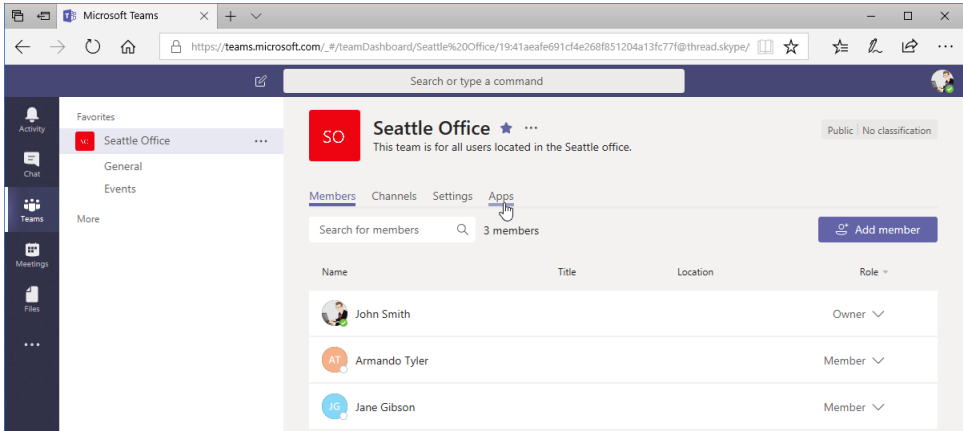 Microsoft Teams
https://teams.microsoft.com/_#/teamDashboard/Seattle%20Office/19:41aeafe691cf4e268f851204a13fc77f@thread.skype/
Search or type a command
Activity
Chat
Teams
Meetings
Files
Favorites
SO Seattle Office
General
Events
More
SO
Seattle Office
This team is for all users located in the Seattle office.
Public No classification
Members Channels Settings Apps
Search for members 3 members Add member
Name Title Location Role
John Smith Owner
AT Armando Tyler Member
JG Jane Gibson Member